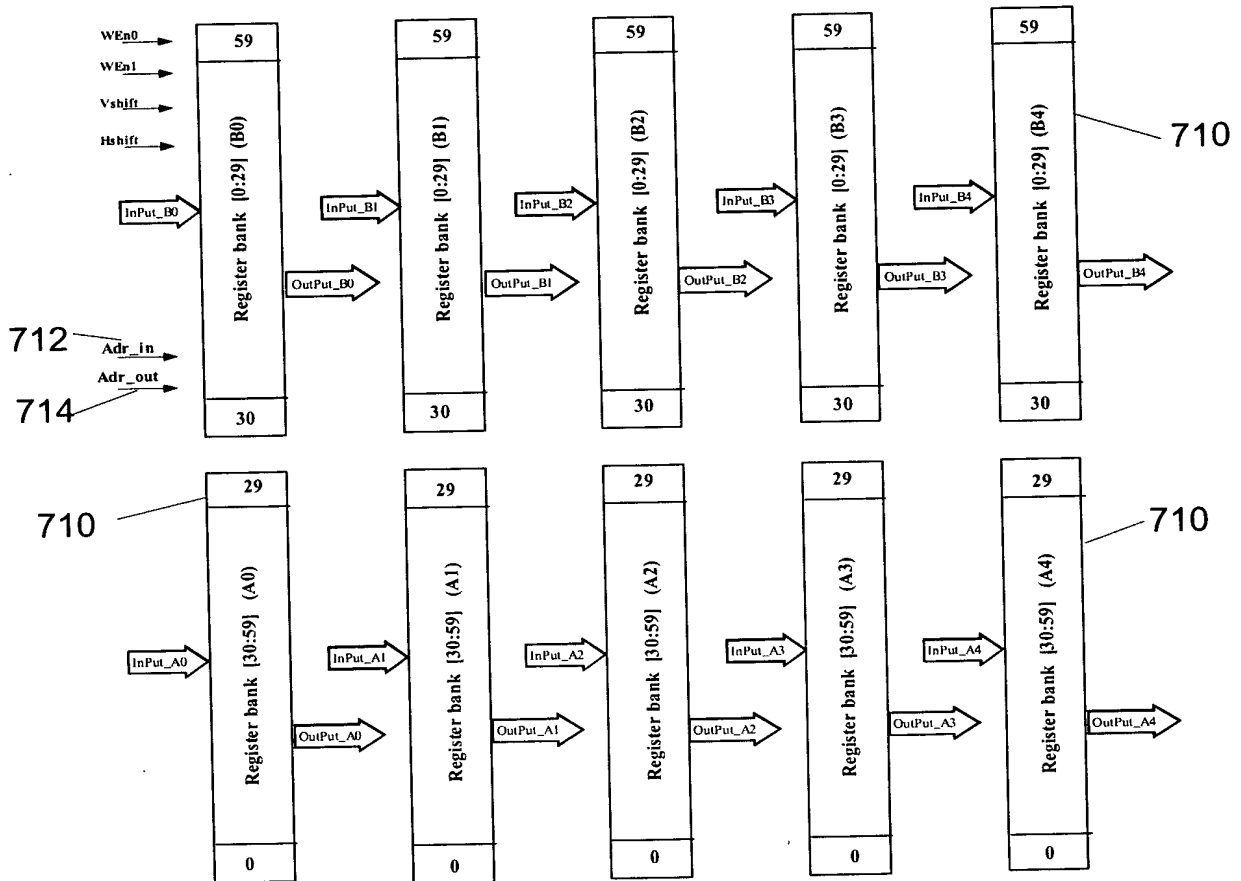 WEn0
WEn1
Vshift
Hshift
59
59
59
59
59
Register bank [0:29] (B0)
Register bank [0:29] (B1)
Register bank [0:29] (B2)
Register bank [0:29] (B3)
Register bank [0:29] (B4)
710
InPut_B0
InPut_B1
InPut_B2
InPut_B3
InPut_B4
OutPut_B0
OutPut_B1
OutPut_B2
OutPut_B3
OutPut_B4
712
Adr_in
Adr_out
714
30
30
30
30
30
29
29
29
29
29
710
710
Register bank [30:59] (A0)
Register bank [30:59] (A1)
Register bank [30:59] (A2)
Register bank [30:59] (A3)
Register bank [30:59] (A4)
InPut_A0
InPut_A1
InPut_A2
InPut_A3
InPut_A4
OutPut_A0
OutPut_A1
OutPut_A2
OutPut_A3
OutPut_A4
0
0
0
0
0